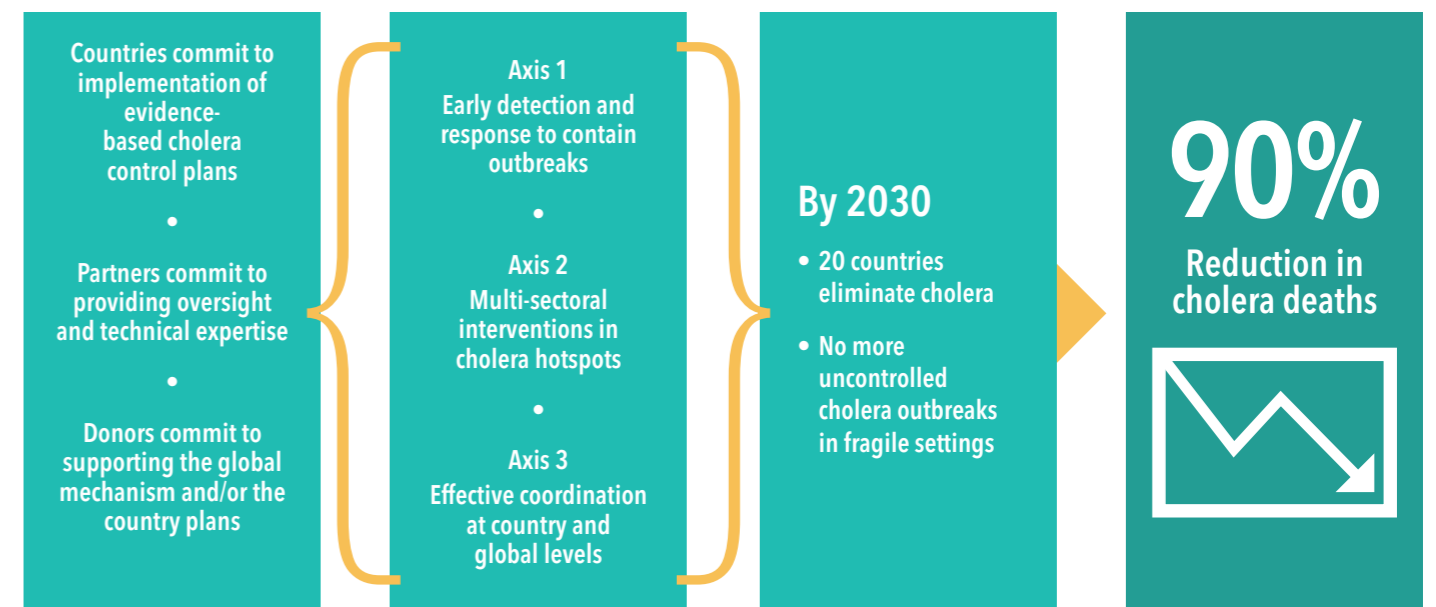 Countries commit to
implementation of
evidence-
based cholera
control plans
•
Partners commit to
providing oversight
and technical expertise
•
Donors commit to
supporting the global
mechanism and/or the
country plans
Axis 1
Early detection and
response to contain
outbreaks
•
Axis 2
Multi-sectoral
interventions in
cholera hotspots
•
Axis 3
Effective coordination
at country and
global levels
By 2030
• 20 countries
eliminate cholera
• No more
uncontrolled
cholera outbreaks
in fragile settings
90%
Reduction in
cholera deaths